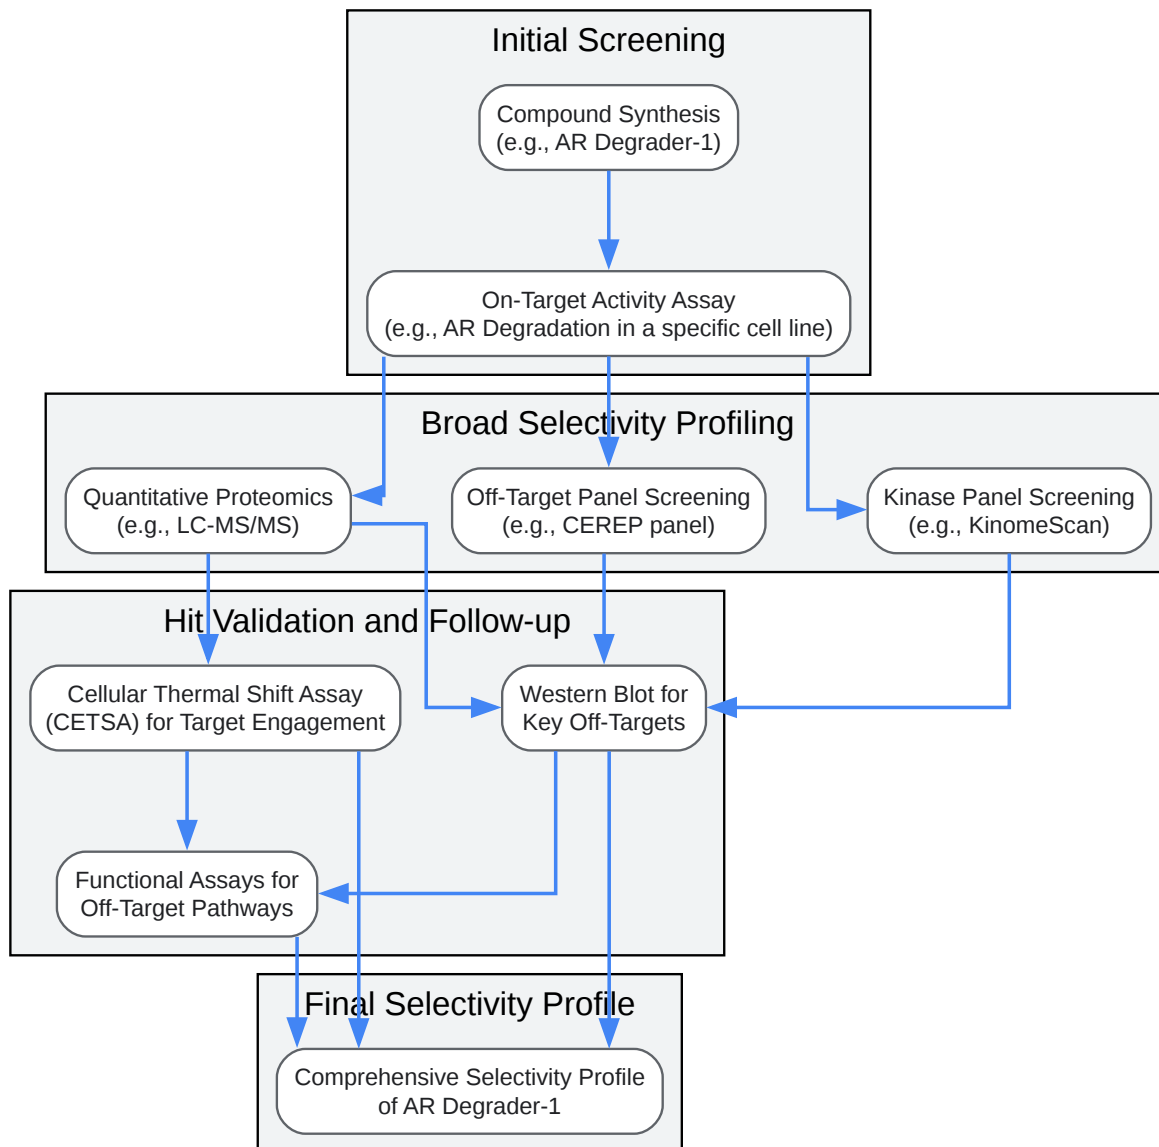 Initial Screening
Compound Synthesis
(e.g., AR Degrader-1)
On-Target Activity Assay
(e.g., AR Degradation in a specific cell line)
Broad Selectivity Profiling
Quantitative Proteomics
(e.g., LC-MS/MS)
Off-Target Panel Screening
(e.g., CEREP panel)
Kinase Panel Screening
(e.g., KinomeScan)
Hit Validation and Follow-up
Cellular Thermal Shift Assay
(CETSA) for Target Engagement
Western Blot for
Key Off-Targets
Functional Assays for
Off-Target Pathways
Final Selectivity Profile
Comprehensive Selectivity Profile
of AR Degrader-1